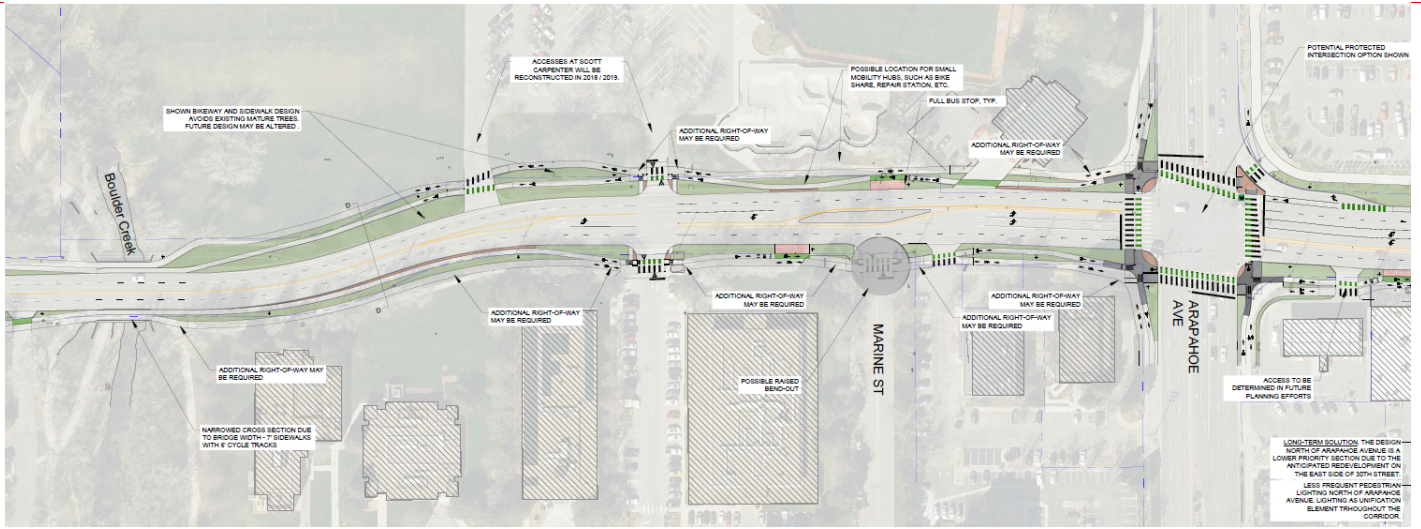 ACCESSES AT SCOTT
CARPENTER WILL BE
RECONSTRUCTED IN 2018 / 2019.
POTENTIAL PROTECTED
INTERSECTION OPTION SHOWN
POSSIBLE LOCATION FOR SMALL
MOBILITY HUBS, SUCH AS BIKE
SHARE, REPAIR STATION, ETC.
FULL BUS STOP, TYP.
SHOWN BIKEWAY AND SIDEWALK DESIGN
AVOIDS EXISTING MATURE TREES.
FUTURE DESIGN MAY BE ALTERED .
ADDITIONAL RIGHT-OF-WAY
MAY BE REQUIRED
ADDITIONAL RIGHT-OF-WAY
MAY BE REQUIRED
Boulder Creek
ADDITIONAL RIGHT-OF-WAY
MAY BE REQUIRED
ADDITIONAL RIGHT-OF-WAY
MAY BE REQUIRED
ADDITIONAL RIGHT-OF-WAY
MAY BE REQUIRED
ADDITIONAL RIGHT-OF-WAY
MAY BE REQUIRED
MARINE ST
ARAPAHOE
AVE
ADDITIONAL RIGHT-OF-WAY MAY
BE REQUIRED
POSSIBLE RAISED
BEND-OUT
ACCESS TO BE
DETERMINED IN FUTURE
PLANNING EFFORTS
NARROWED CROSS SECTION DUE
TO BRIDGE WIDTH - 7' SIDEWALKS
WITH 6' CYCLE TRACKS
LONG-TERM SOLUTION. THE DESIGN
NORTH OF ARAPAHOE AVENUE IS A
LOWER PRIORITY SECTION DUE TO THE
ANTICIPATED REDEVELOPMENT ON
THE EAST SIDE OF 30TH STREET.
LESS FREQUENT PEDESTRIAN
LIGHTING NORTH OF ARAPAHOE
AVENUE. LIGHTING AS UNIFICATION
ELEMENT TRHOUGHOUT THE
CORRIDOR.